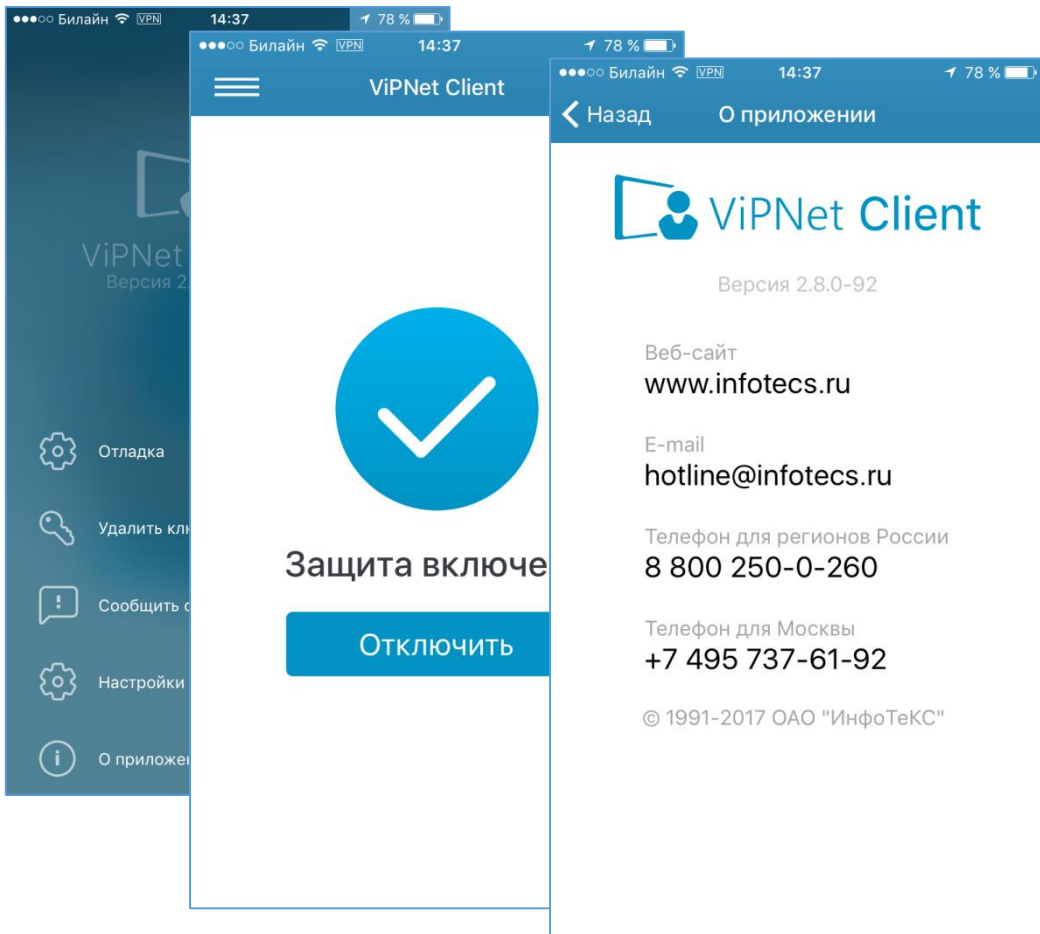 Билайн VPN 14:37 78 %
ViPNet
Версия 2
Отладка
Удалить
Сообщить
Настройки
О
Билайн VPN 14:37 78 %
ViPNet Client
Защита
Отключить
Билайн VPN 14:37 78 %
Назад О приложении
ViPNet Client
Версия 2.8.0-92
Веб-сайт
www.infotecs.ru
E-mail
hotline@infotecs.ru
Телефон для регионов России
8 800 250-0-260
Телефон для Москвы
+7 495 737-61-92
© 1991-2017 ОАО "ИнфоТеКС"